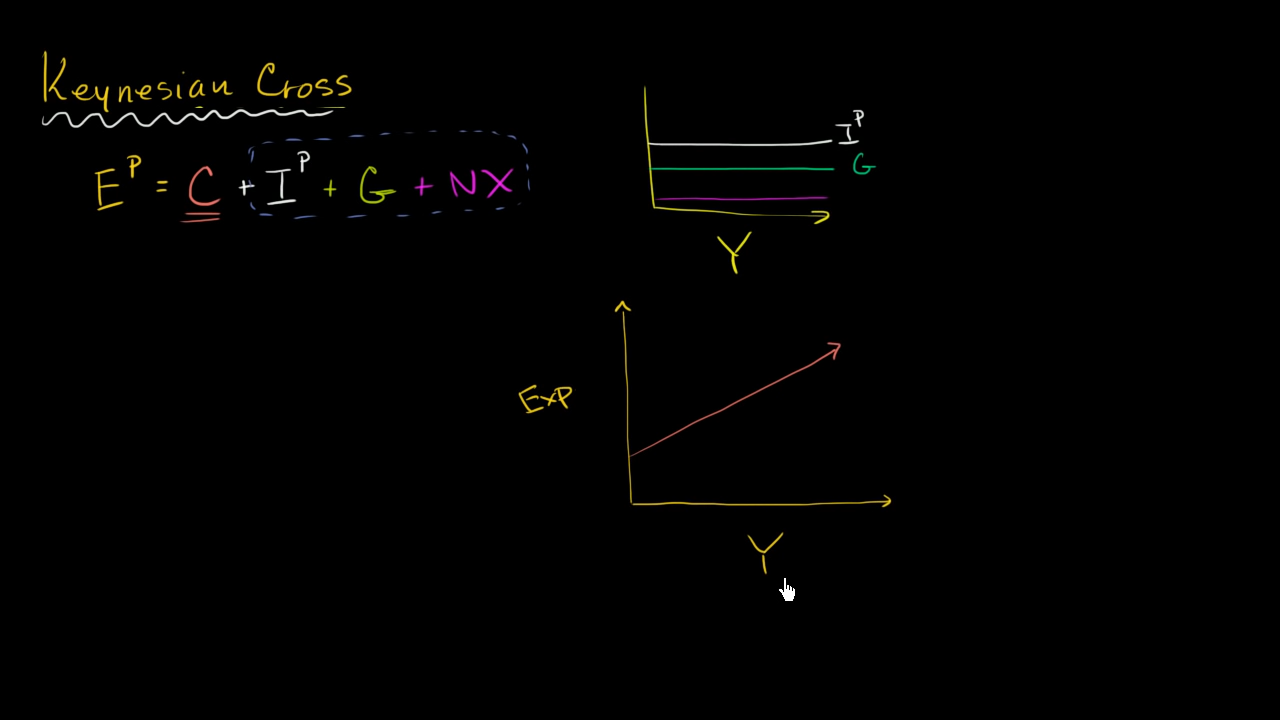 Keynesian Cross
E^P = C + I^P + G + NX
I^P
G
Y
Exp
Y